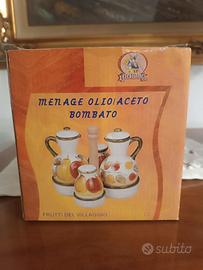 MENAGE OLIO/ACETO
BOMBATO
FRUTTI DEL VILLAGGIO
subito